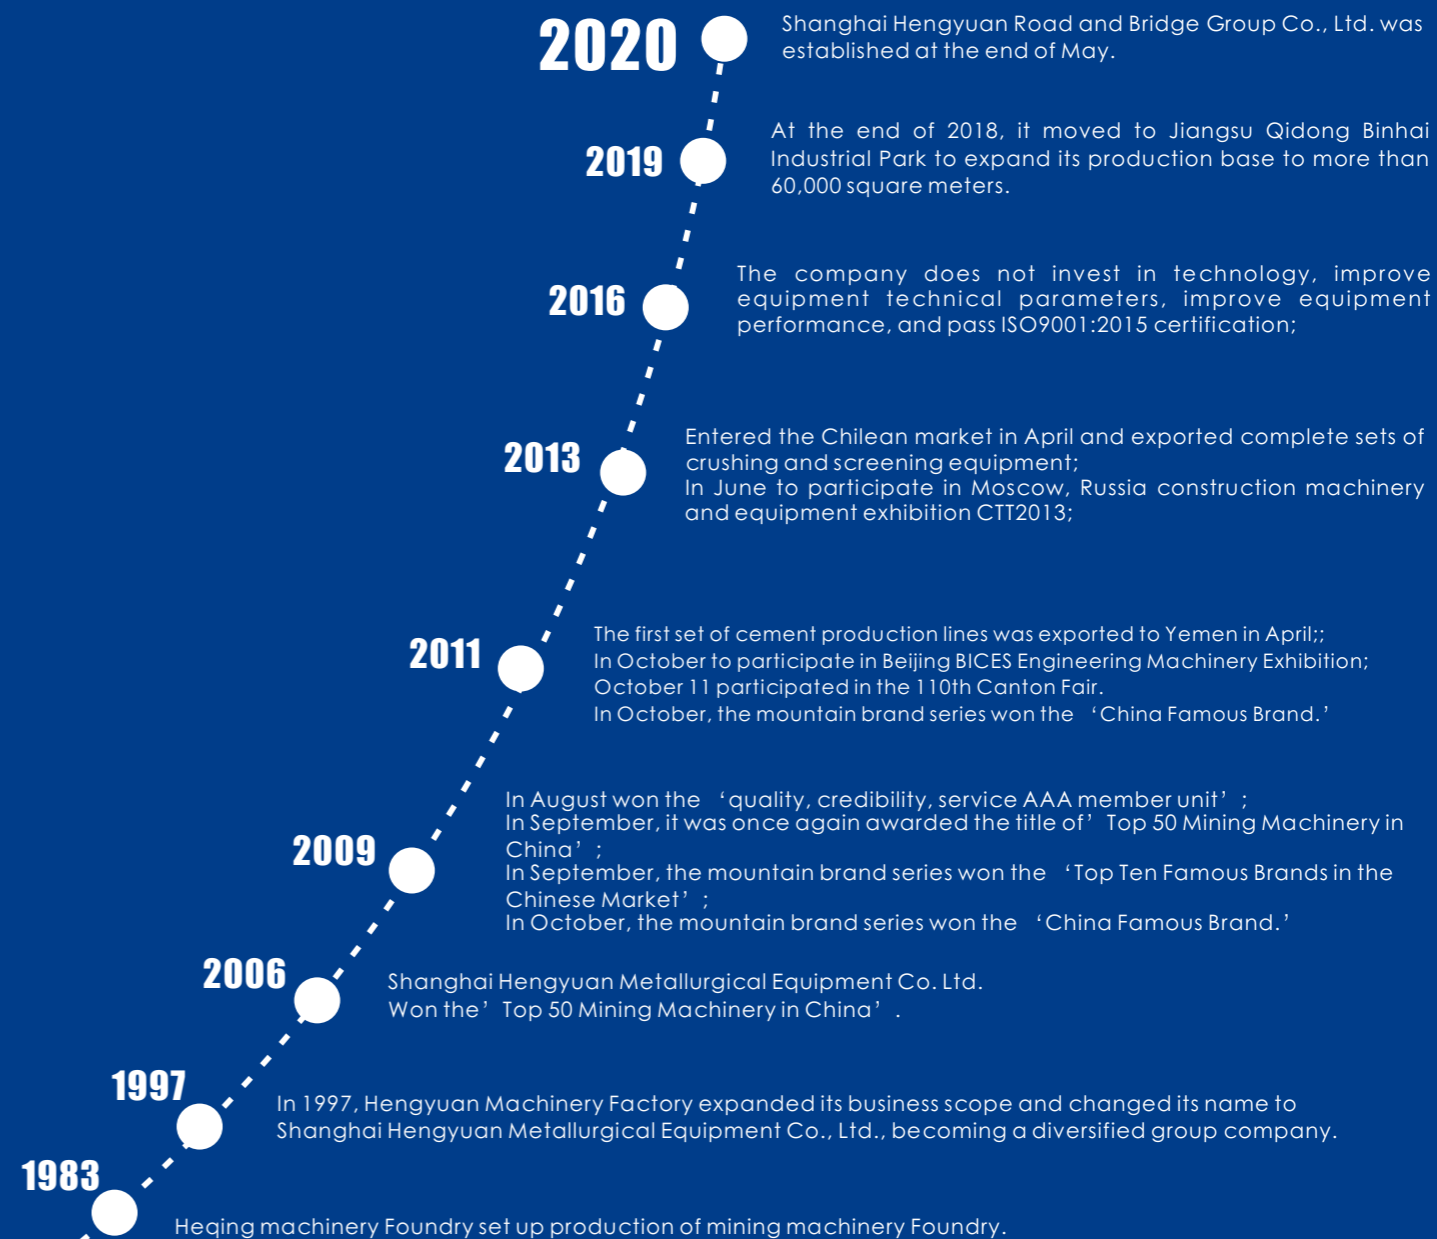 2020
Shanghai Hengyuan Road and Bridge Group Co., Ltd. was
established at the end of May.
2019
At the end of 2018, it moved to Jiangsu Qidong Binhai
Industrial Park to expand its production base to more than
60,000 square meters.
2016
The company does not invest in technology, improve
equipment technical parameters, improve equipment
performance, and pass ISO9001:2015 certification;
2013
Entered the Chilean market in April and exported complete sets of
crushing and screening equipment;
In June to participate in Moscow, Russia construction machinery
and equipment exhibition CTT2013;
2011
The first set of cement production lines was exported to Yemen in April;;
In October to participate in Beijing BICES Engineering Machinery Exhibition;
October 11 participated in the 110th Canton Fair.
In October, the mountain brand series won the ‘China Famous Brand.’
2009
In August won the ‘quality, credibility, service AAA member unit’ ;
In September, it was once again awarded the title of’ Top 50 Mining Machinery in
China’ ;
In September, the mountain brand series won the ‘Top Ten Famous Brands in the
Chinese Market’ ;
In October, the mountain brand series won the ‘China Famous Brand.’
2006
Shanghai Hengyuan Metallurgical Equipment Co. Ltd.
Won the’ Top 50 Mining Machinery in China’ .
1997
In 1997, Hengyuan Machinery Factory expanded its business scope and changed its name to
Shanghai Hengyuan Metallurgical Equipment Co., Ltd., becoming a diversified group company.
1983
Heqing machinery Foundry set up production of mining machinery Foundry.